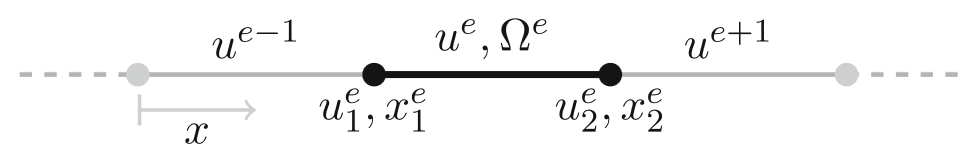 u^{e−1} u^e, Ω^e u^{e+1}
x u_1^e, x_1^e u_2^e, x_2^e